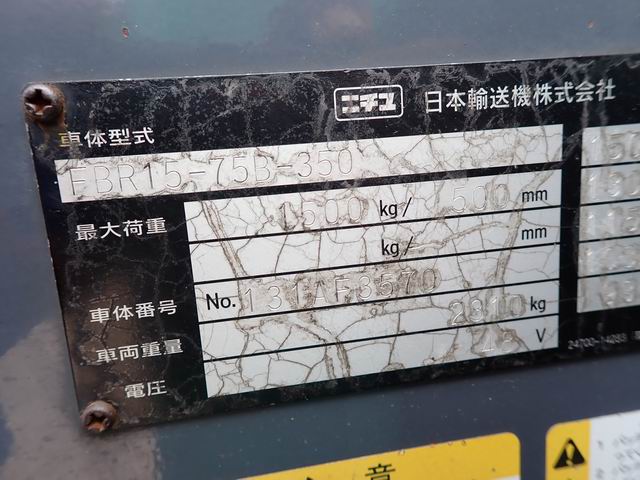 ニチユ 日本輸送機株式会社
車体型式
FBR15-75B-350
最大荷重 1500 kg/ 500 mm
kg/ mm
車体番号 No. 131AF3570
車両重量 2310 kg
電圧 48 V